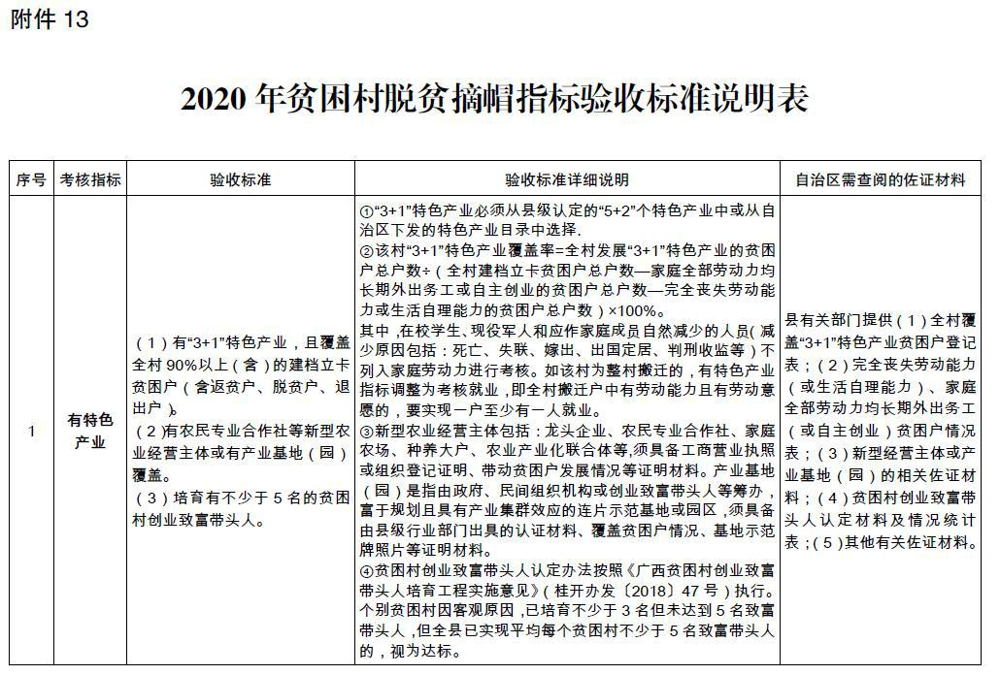 附件 13
2020 年贫困村脱贫摘帽指标验收标准说明表
序号 考核指标 验收标准 验收标准详细说明 自治区需查阅的佐证材料
1
有特色
产业
（1）有“3+1”特色产业，且覆盖
全村 90%以上（含）的建档立卡
贫困户（含返贫户、脱贫户、退
出户）。
（2）有农民专业合作社等新型农
业经营主体或有产业基地（园）
覆盖。
（3）培育有不少于 5 名的贫困
村创业致富带头人。
①“3+1”特色产业必须从县级认定的“5+2”个特色产业中或从自
治区下发的特色产业目录中选择.
②该村“3+1”特色产业覆盖率=全村发展“3+1”特色产业的贫困
户总户数÷（全村建档立卡贫困户总户数—家庭全部劳动力均
长期外出务工或自主创业的贫困户总户数—完全丧失劳动能
力或生活自理能力的贫困户总户数）×100%。
其中，在校学生、现役军人和应作家庭成员自然减少的人员（减
少原因包括：死亡、失联、嫁出、出国定居、判刑收监等）不
列入家庭劳动力进行考核。如该村为整村搬迁的，有特色产业
指标调整为考核就业，即全村搬迁户中有劳动能力且有劳动意
愿的，要实现一户至少有一人就业。
③新型农业经营主体包括：龙头企业、农民专业合作社、家庭
农场、种养大户、农业产业化联合体等，须具备工商营业执照
或组织登记证明、带动贫困户发展情况等证明材料。产业基地
（园）是指由政府、民间组织机构或创业致富带头人等筹办，
富于规划且具有产业集群效应的连片示范基地或园区，须具备
由县级行业部门出具的认证材料、覆盖贫困户情况、基地示范
牌照片等证明材料。
④贫困村创业致富带头人认定办法按照《广西贫困村创业致富
带头人培育工程实施意见》（桂开办发〔2018〕47 号）执行。
个别贫困村因客观原因，已培育不少于 3 名但未达到 5 名致富
带头人，但全县已实现平均每个贫困村不少于 5 名致富带头人
的，视为达标。
县有关部门提供（1）全村覆
盖“3+1”特色产业贫困户登记
表；（2）完全丧失劳动能力
（或生活自理能力）、家庭
全部劳动力均长期外出务工
（或自主创业）贫困户情况
表；（3）新型经营主体或产
业基地（园）的相关佐证材
料；（4）贫困村创业致富带
头人认定材料及情况统计
表；（5）其他有关佐证材料。